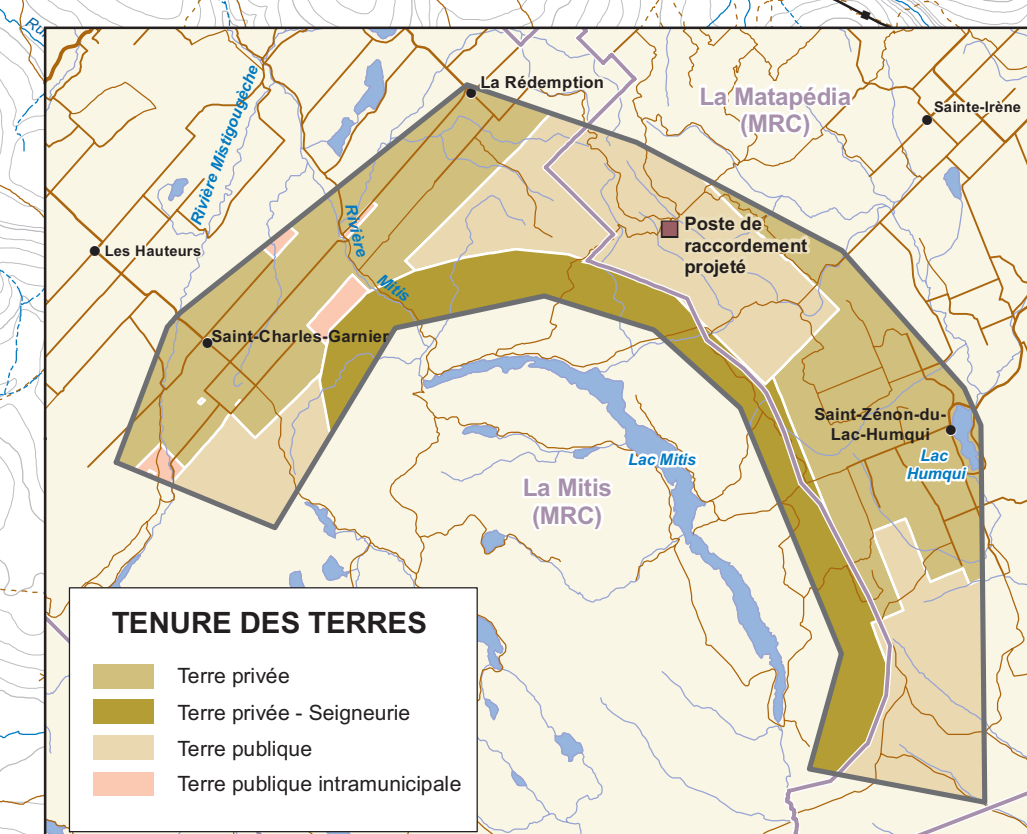 Ru
La Rédemption
La Matapédia
(MRC)
Sainte-Irène
Rivière Mistigougèche
Rivière
Mitis
Les Hauteurs
Poste de
raccordement
projeté
Saint-Charles-Garnier
Saint-Zénon-du-
Lac-Humqui
Lac
Humqui
Lac Mitis
La Mitis
(MRC)
TENURE DES TERRES
Terre privée
Terre privée - Seigneurie
Terre publique
Terre publique intramunicipale